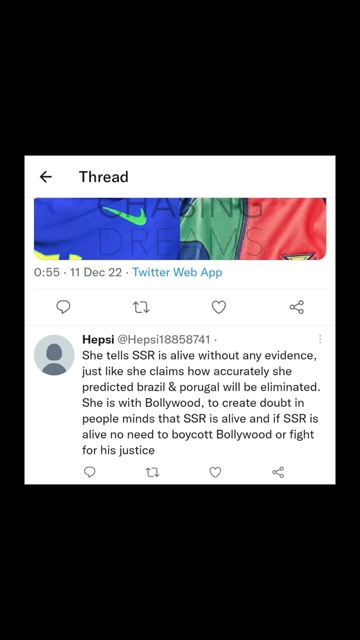 Thread
CHASING
DREAMS
0:55 · 11 Dec 22 · Twitter Web App
Hepsi @Hepsi18858741 ·
She tells SSR is alive without any evidence,
just like she claims how accurately she
predicted brazil & porugal will be eliminated.
She is with Bollywood, to create doubt in
people minds that SSR is alive and if SSR is
alive no need to boycott Bollywood or fight
for his justice